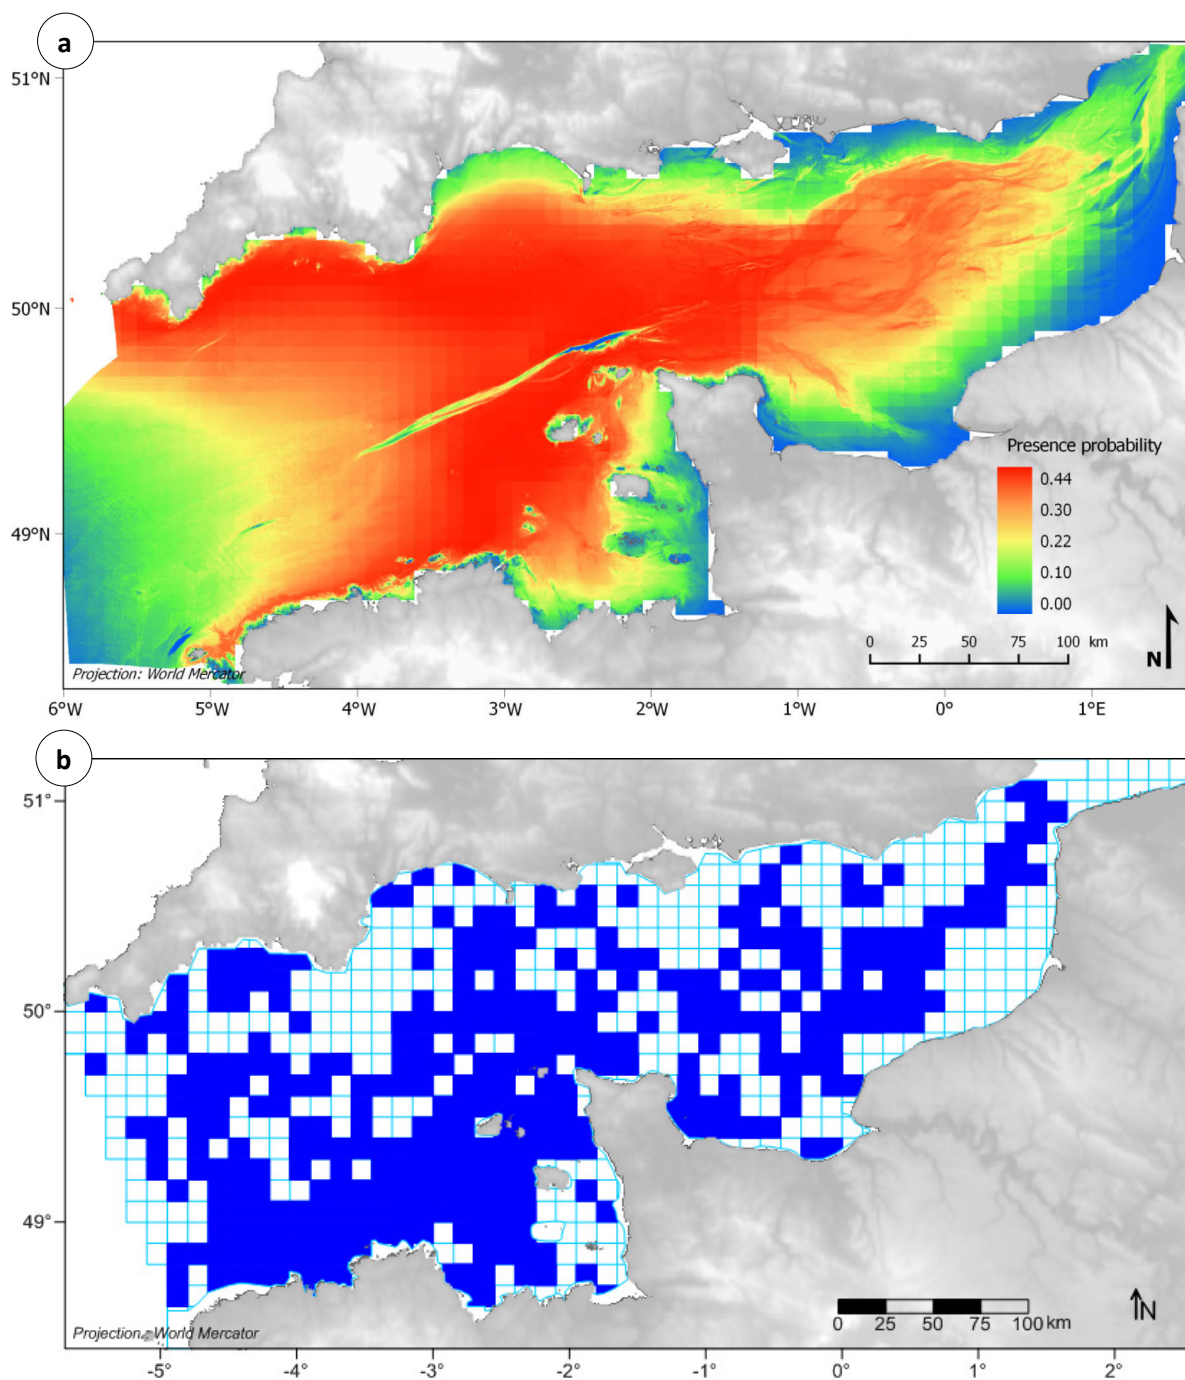 a
51°N
50°N
49°N
Presence probability
0.44
0.30
0.22
0.10
0.00
0 25 50 75 100 km
N
Projection: World Mercator
6°W 5°W 4°W 3°W 2°W 1°W 0° 1°E
b
51°
50°
49°
N
0 25 50 75 100 km
Projection : World Mercator
-5° -4° -3° -2° -1° 0° 1° 2°